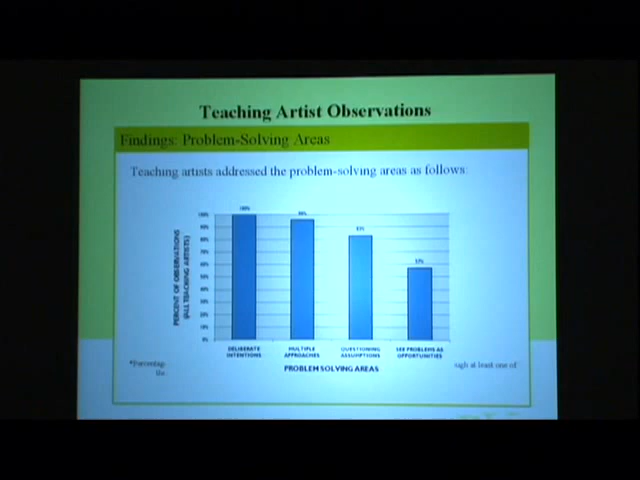 Teaching Artist Observations
Findings: Problem-Solving Areas
Teaching artists addressed the problem-solving areas as follows:
PERCENT OF OBSERVATIONS
(ALL TEACHING ARTISTS)
100%
90%
80%
70%
60%
50%
40%
30%
20%
10%
0%
100%
96%
83%
57%
DELIBERATE INTENTIONS
MULTIPLE APPROACHES
QUESTIONING ASSUMPTIONS
SEE PROBLEMS AS OPPORTUNITIES
PROBLEM SOLVING AREAS
at least one of